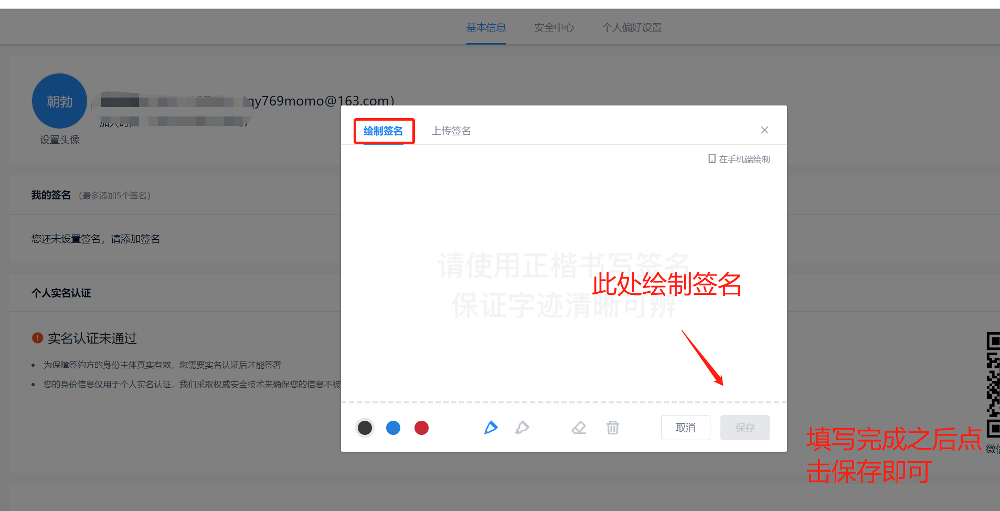 基本信息 安全中心 个人偏好设置
朝勃
qy769momo@163.com）
设置头像
绘制签名 上传签名
在手机端绘制
我的签名 （最多添加5个签名）
您还未设置签名，请添加签名
请使用正楷书写签名
此处绘制签名
保证字迹清晰可辨
个人实名认证
实名认证未通过
为保障签约方的身份主体真实有效，您需要实名认证后才能签署
您的身份信息仅用于个人实名认证，我们采取权威安全技术来确保您的信息不被
取消 保存
填写完成之后点
击保存即可
微信